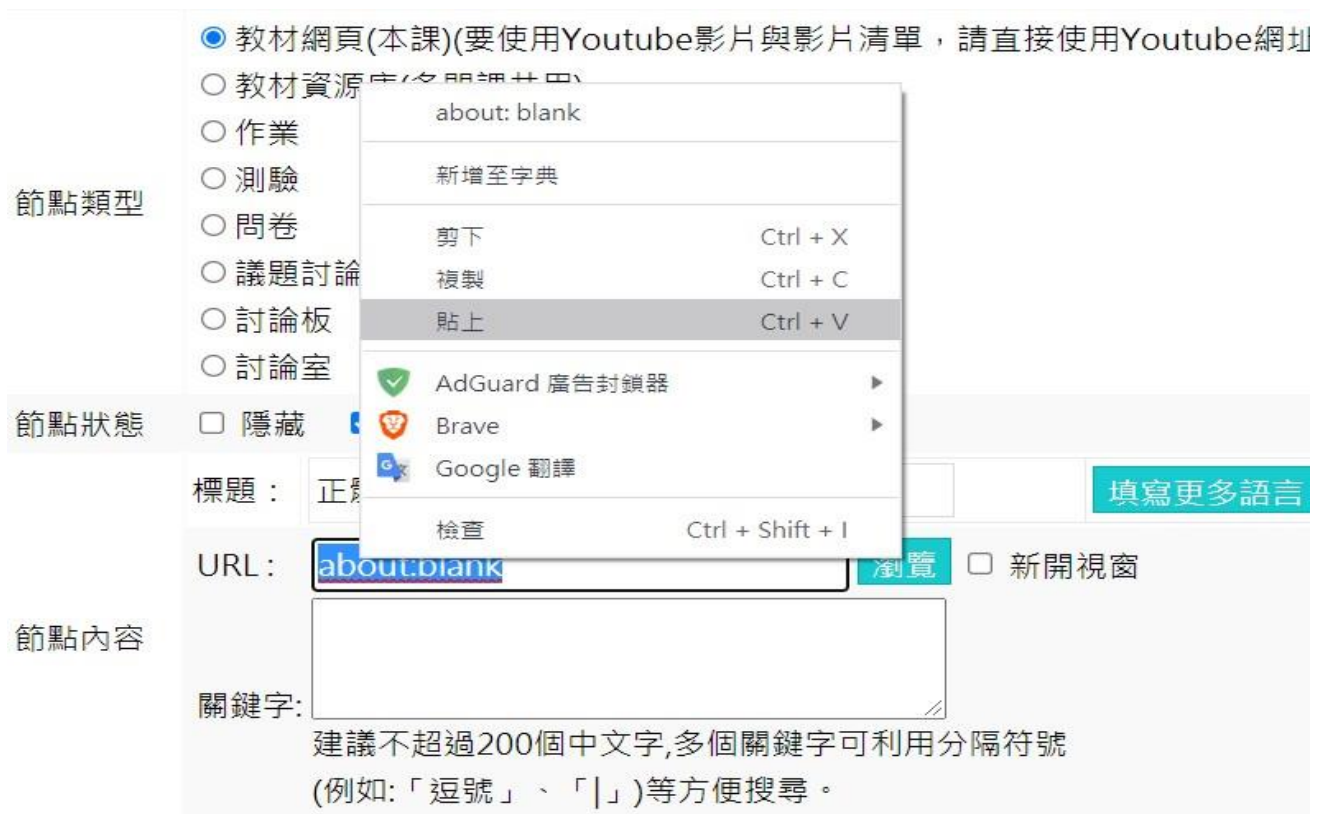 教材網頁(本課)(要使用Youtube影片與影片清單，請直接使用Youtube網址
教材資源庫(多門課共用)
作業
測驗
節點類型
問卷
議題討論
討論板
討論室
about: blank
新增至字典
剪下 Ctrl + X
複製 Ctrl + C
貼上 Ctrl + V
AdGuard 廣告封鎖器
Brave
Google 翻譯
檢查 Ctrl + Shift + I
節點狀態 隱藏
標題： 正 填寫更多語言
URL： about:blank 瀏覽 新開視窗
節點內容
關鍵字:
建議不超過200個中文字,多個關鍵字可利用分隔符號
(例如:「逗號」、「|」)等方便搜尋。